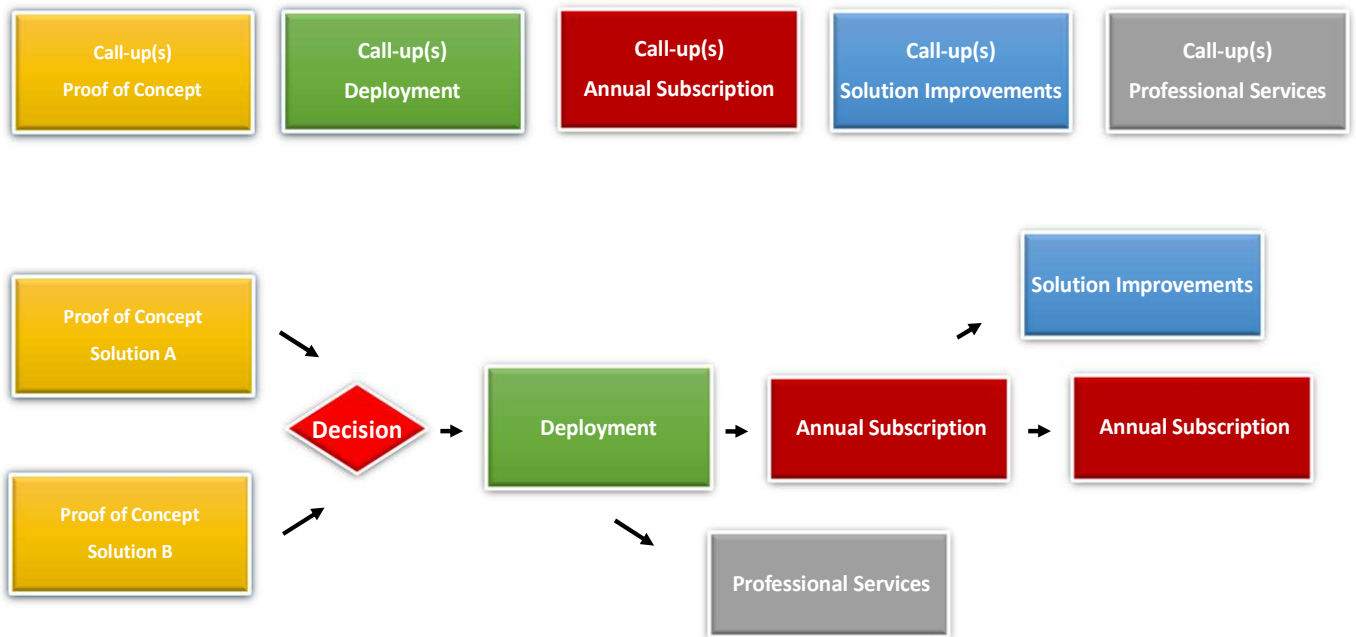 Call-up(s)
Proof of Concept
Call-up(s)
Deployment
Call-up(s)
Annual Subscription
Call-up(s)
Solution Improvements
Call-up(s)
Professional Services
Solution Improvements
Proof of Concept
Solution A
Decision
Deployment
Annual Subscription
Annual Subscription
Proof of Concept
Solution B
Professional Services